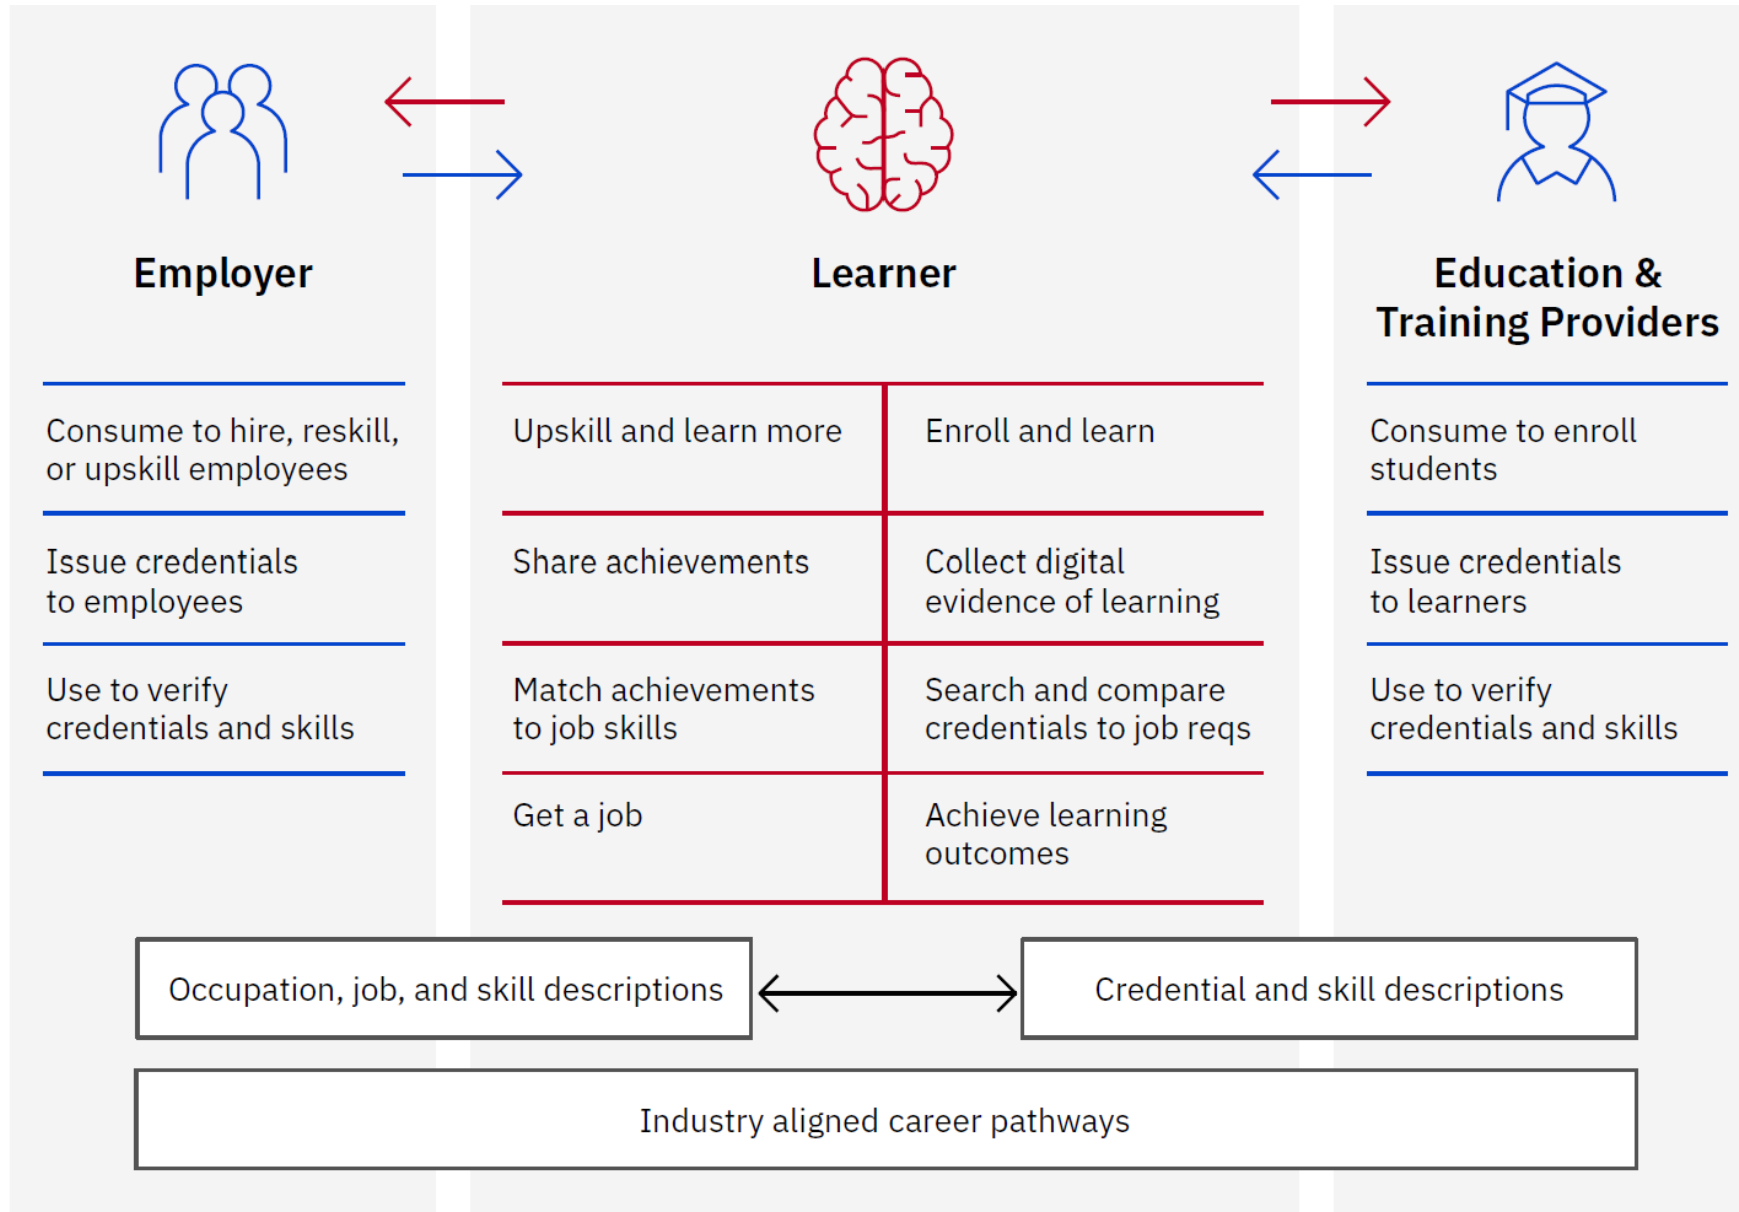 Employer
Learner
Education &
Training Providers
Consume to hire, reskill,
or upskill employees
Issue credentials
to employees
Use to verify
credentials and skills
Upskill and learn more
Enroll and learn
Share achievements
Collect digital
evidence of learning
Match achievements
to job skills
Search and compare
credentials to job reqs
Get a job
Achieve learning
outcomes
Consume to enroll
students
Issue credentials
to learners
Use to verify
credentials and skills
Occupation, job, and skill descriptions
Credential and skill descriptions
Industry aligned career pathways